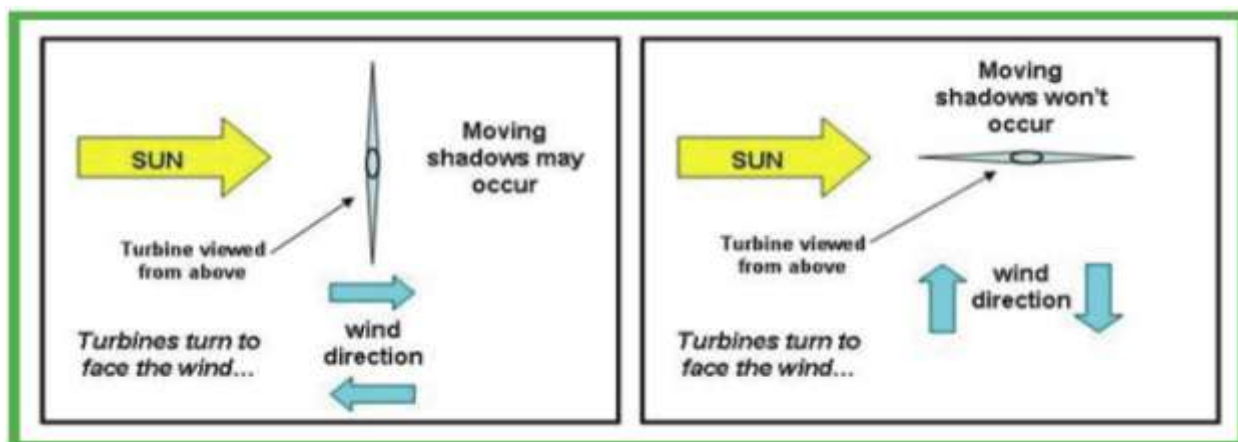 SUN
Moving
shadows may
occur
Turbine viewed
from above
wind
direction
Turbines turn to
face the wind...
Moving
shadows won't
occur
SUN
Turbine viewed
from above
wind
direction
Turbines turn to
face the wind...